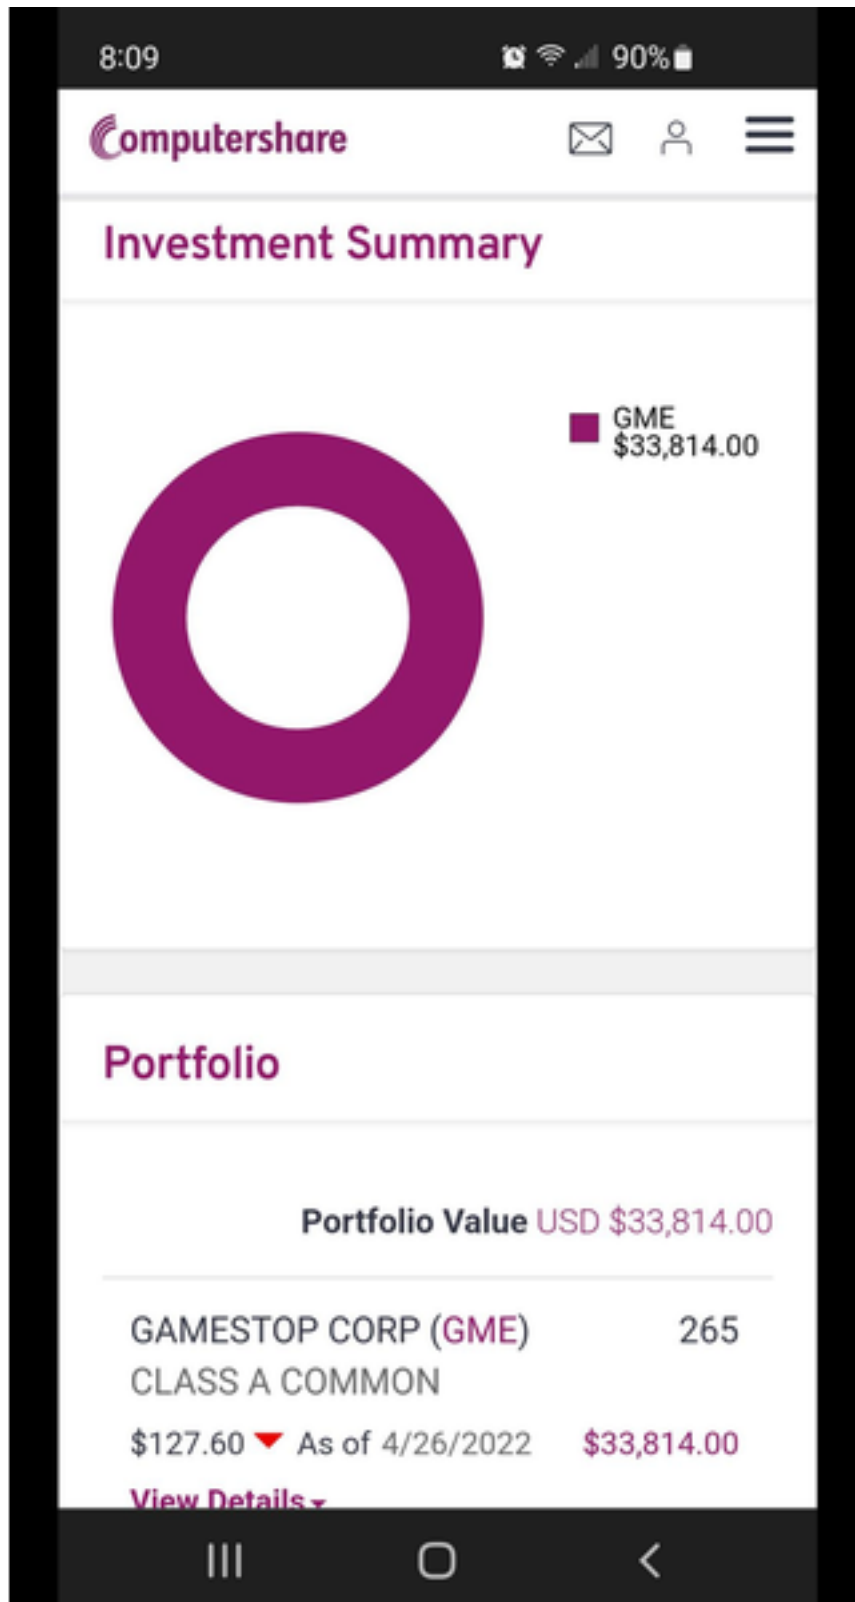 8:09 90%
Computershare
Investment Summary
GME
$33,814.00
Portfolio
Portfolio Value USD $33,814.00
GAMESTOP CORP (GME) 265
CLASS A COMMON
$127.60 As of 4/26/2022 $33,814.00
View Details